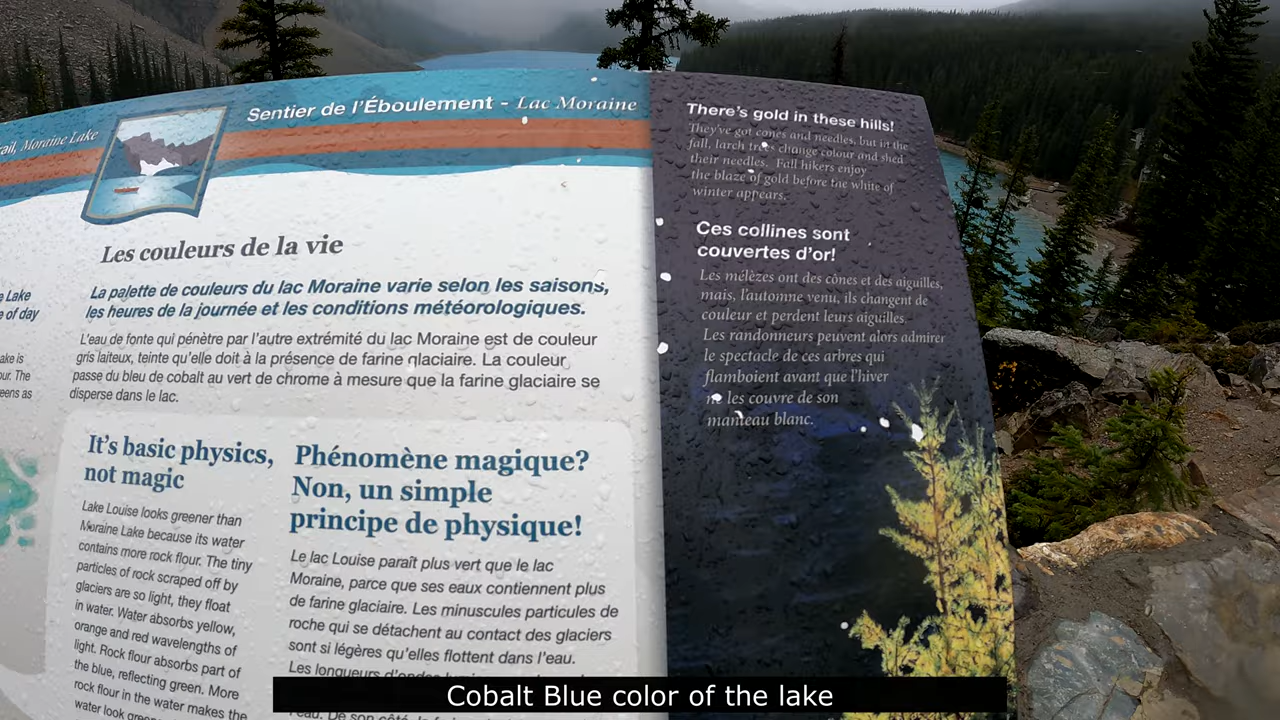 ail, Moraine Lake
Sentier de l'Éboulement - Lac Moraine
Les couleurs de la vie
La palette de couleurs du lac Moraine varie selon les saisons,
les heures de la journée et les conditions météorologiques.
L'eau de fonte qui pénètre par l'autre extrémité du lac Moraine est de couleur
gris laiteux, teinte qu'elle doit à la présence de farine glaciaire. La couleur
passe du bleu de cobalt au vert de chrome à mesure que la farine glaciaire se
disperse dans le lac.
e Lake
e of day
ake is
our. The
eens as
It's basic physics,
not magic
Lake Louise looks greener than
Moraine Lake because its water
contains more rock flour. The tiny
particles of rock scraped off by
glaciers are so light, they float
in water. Water absorbs yellow,
orange and red wavelengths of
light. Rock flour absorbs part of
the blue, reflecting green. More
rock flour in the water makes the
water look
Phénomène magique?
Non, un simple
principe de physique!
Le lac Louise paraît plus vert que le lac
Moraine, parce que ses eaux contiennent plus
de farine glaciaire. Les minuscules particules de
roche qui se détachent au contact des glaciers
sont si légères qu'elles flottent dans l'eau.
Les longueurs
There's gold in these hills!
They've got cones and needles, but in the
fall, larch trees change colour and shed
their needles. Fall hikers enjoy
the blaze of gold before the white of
winter appears.
Ces collines sont
couvertes d'or!
Les mélèzes ont des cônes et des aiguilles,
mais, l'automne venu, ils changent de
couleur et perdent leurs aiguilles.
Les randonneurs peuvent alors admirer
le spectacle de ces arbres qui
flamboient avant que l'hiver
ne les couvre de son
manteau blanc.
Cobalt Blue color of the lake